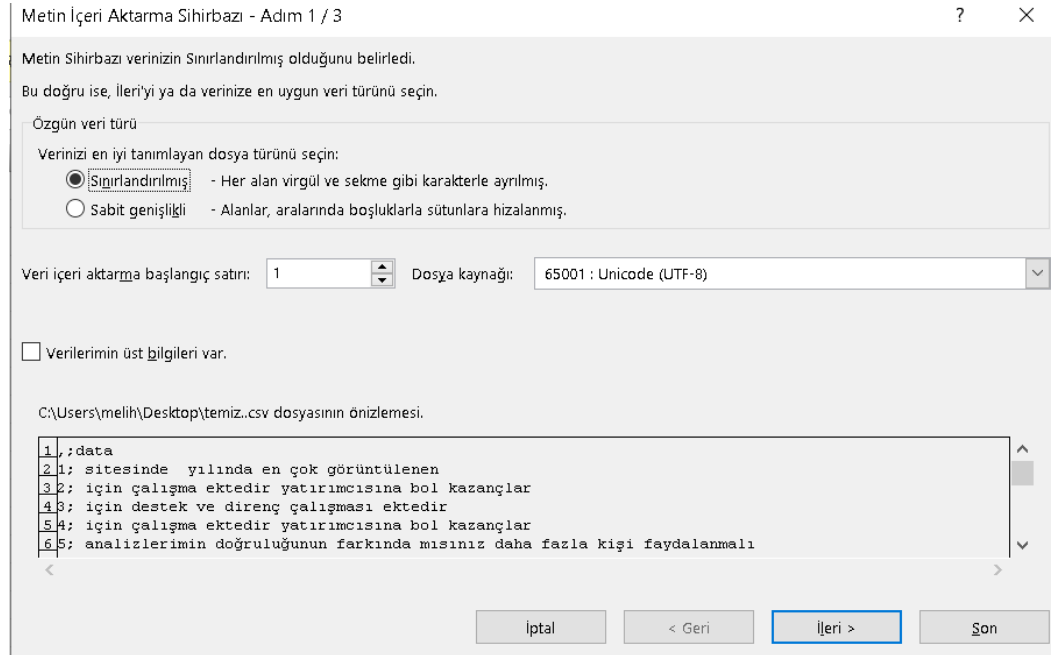 Metin İçeri Aktarma Sihirbazı - Adım 1 / 3 ? ×
Metin Sihirbazı verinizin Sınırlandırılmış olduğunu belirledi.
Bu doğru ise, İleri'yi ya da verinize en uygun veri türünü seçin.
Özgün veri türü
Verinizi en iyi tanımlayan dosya türünü seçin:
Sınırlandırılmış - Her alan virgül ve sekme gibi karakterle ayrılmış.
Sabit genişlikli - Alanlar, aralarında boşluklarla sütunlara hizalanmış.
Veri içeri aktarma başlangıç satırı: 1 Dosya kaynağı: 65001 : Unicode (UTF-8)
Verilerimin üst bilgileri var.
C:\Users\melih\Desktop\temiz..csv dosyasının önizlemesi.
1 ,;data
2 1; sitesinde  yılında en çok görüntülenen
3 2; için çalışma ektedir yatırımcısına bol kazançlar
4 3; için destek ve direnç çalışması ektedir
5 4; için çalışma ektedir yatırımcısına bol kazançlar
6 5; analizlerimin doğruluğunun farkında mısınız daha fazla kişi faydalanmalı
İptal < Geri İleri > Son